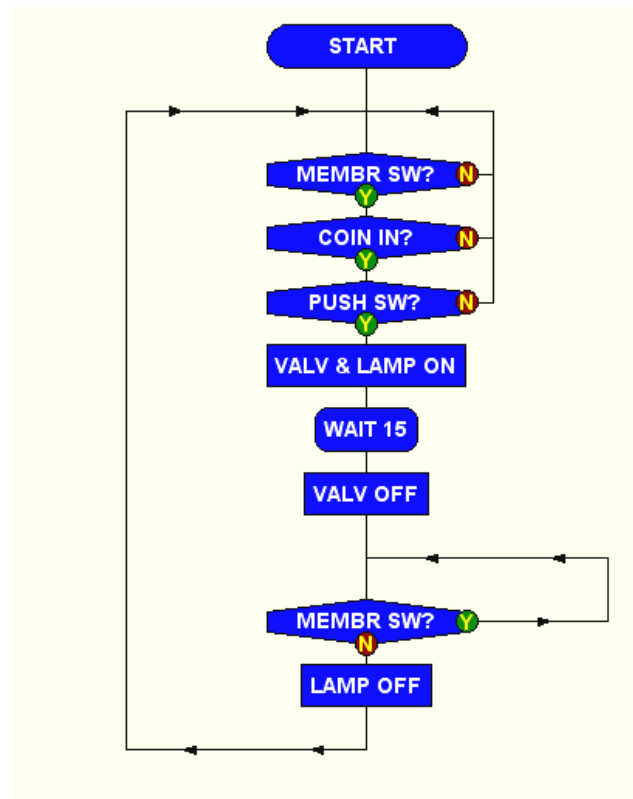 START
MEMBR SW? N
Y
COIN IN? N
Y
PUSH SW? N
Y
VALV & LAMP ON
WAIT 15
VALV OFF
MEMBR SW? Y
N
LAMP OFF